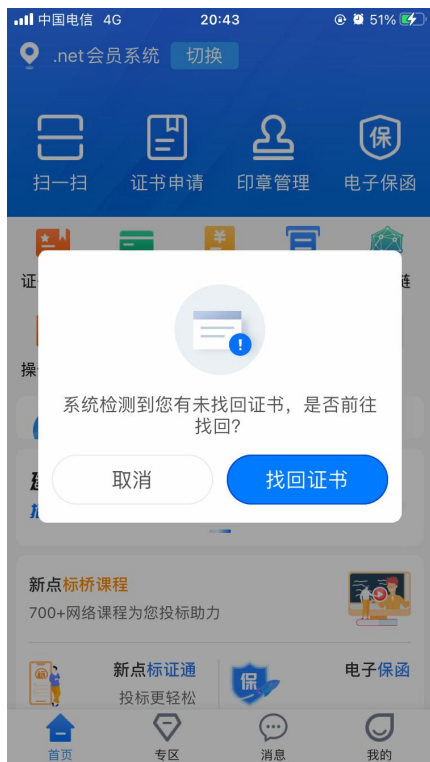 中国电信 4G 20:43 51%
.net会员系统 切换
扫一扫 证书申请 印章管理 电子保函
保
证 链
操
系统检测到您有未找回证书，是否前往
找回?
取消 找回证书
新点标桥课程
700+网络课程为您投标助力
新点标证通 电子保函
投标更轻松
保
首页 专区 消息 我的